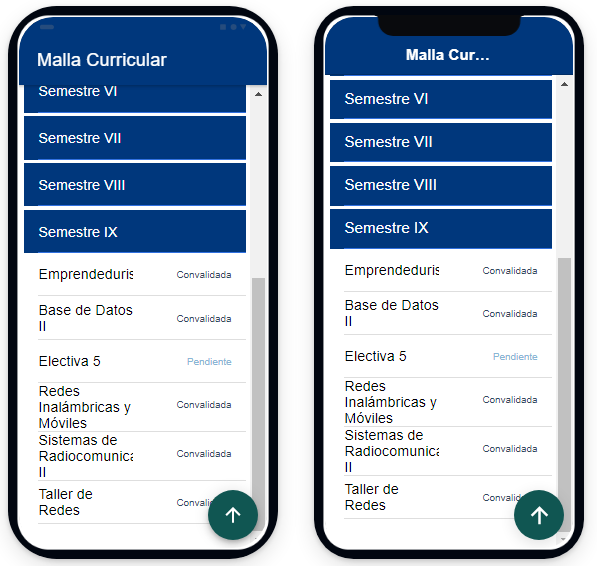 Malla Curricular
Semestre VI
Semestre VII
Semestre VIII
Semestre IX
Emprendeduris
Convalidada
Base de Datos
II
Convalidada
Electiva 5
Pendiente
Redes
Inalámbricas y
Móviles
Convalidada
Sistemas de
Radiocomunica
II
Convalidada
Taller de
Redes
Convalid
Malla Cur...
Semestre VI
Semestre VII
Semestre VIII
Semestre IX
Emprendeduris
Convalidada
Base de Datos
II
Convalidada
Electiva 5
Pendiente
Redes
Inalámbricas y
Móviles
Convalidada
Sistemas de
Radiocomunica
II
Convalidada
Taller de
Redes
Convalid